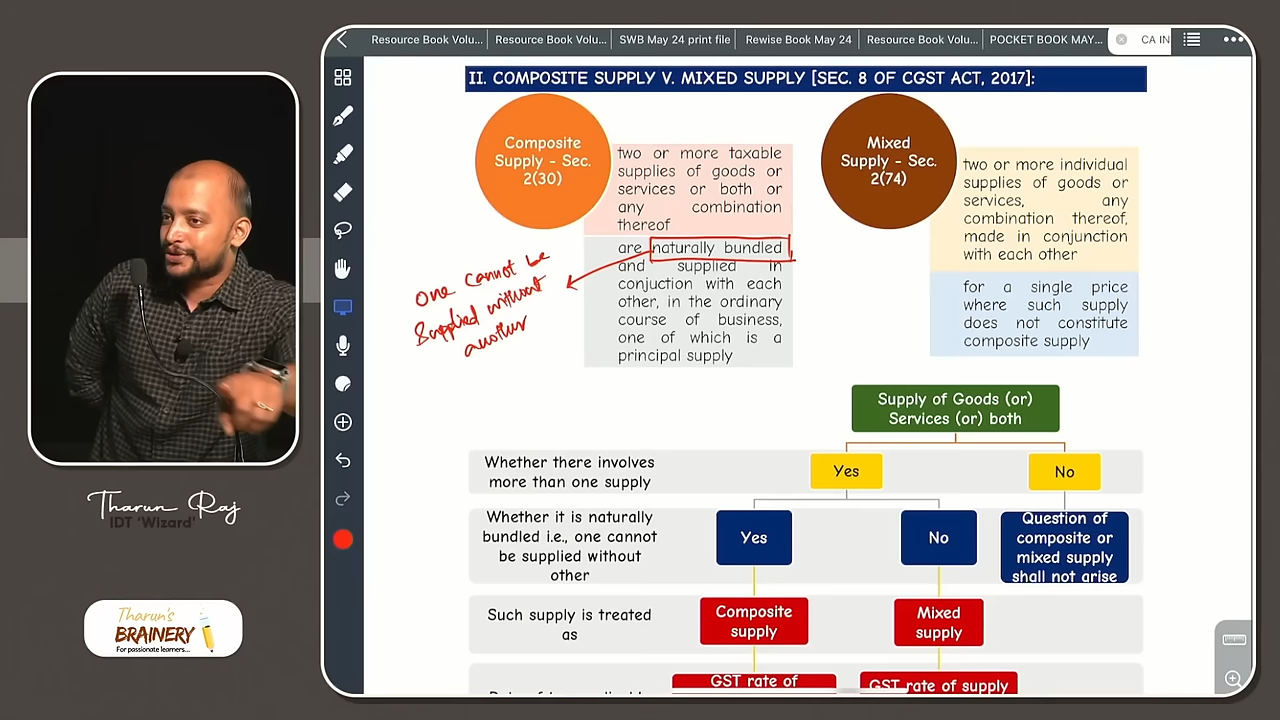 Resource Book Volu...
Resource Book Volu...
SWB May 24 print file
Rewise Book May 24
Resource Book Volu...
POCKET BOOK MAY...
CA IN
II. COMPOSITE SUPPLY V. MIXED SUPPLY [SEC. 8 OF CGST ACT, 2017]:
Composite
Supply - Sec.
2(30)
two or more taxable
supplies of goods or
services or both or
any combination
thereof
are naturally bundled
and supplied in
conjuction with each
other, in the ordinary
course of business,
one of which is a
principal supply
One cannot be
Supplied without
another
Mixed
Supply - Sec.
2(74)
two or more individual
supplies of goods or
services, any
combination thereof,
made in conjunction
with each other
for a single price
where such supply
does not constitute
composite supply
Supply of Goods (or)
Services (or) both
Whether there involves
more than one supply
Yes
No
Whether it is naturally
bundled i.e., one cannot
be supplied without
other
Yes
No
Question of
composite or
mixed supply
shall not arise
Such supply is treated
as
Composite
supply
Mixed
supply
GST rate of
GST rate of supply
Tharun Raj
IDT 'Wizard'
Tharun's
BRAINERY
For passionate learners...